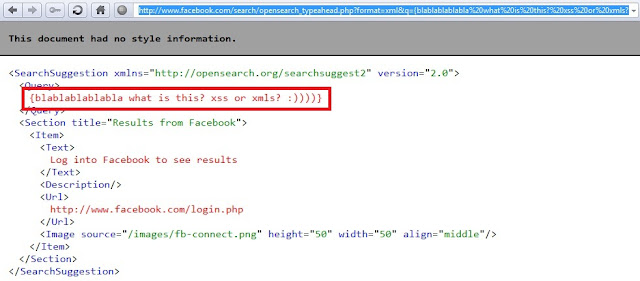 http://www.facebook.com/search/opensearch_typeahead.php?format=xml&q={blablablablabla%20what%20is%20this?%20xss%20or%20xmls?
This document had no style information.
<SearchSuggestion xmlns="http://opensearch.org/searchsuggest2" version="2.0">
<Query>
{blablablablabla what is this? xss or xmls? :))))}
</Query>
<Section title="Results from Facebook">
<Item>
<Text>
Log into Facebook to see results
</Text>
<Description/>
<Url>
http://www.facebook.com/login.php
</Url>
<Image source="/images/fb-connect.png" height="50" width="50" align="middle"/>
</Item>
</Section>
</SearchSuggestion>